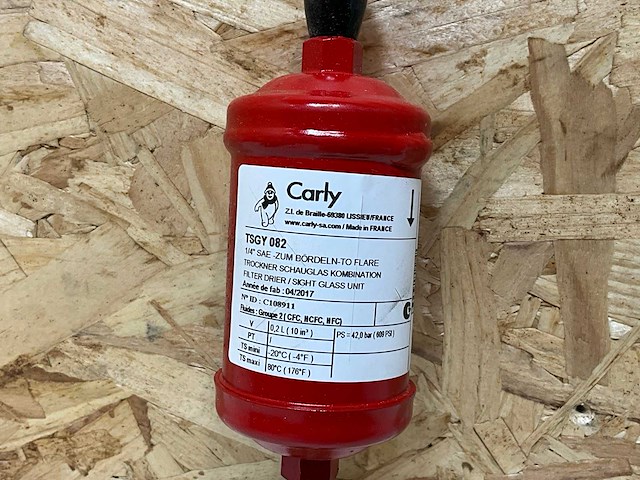 Carly
Z.I. de Braille-69380 LISSIEU/FRANCE
www.carly-sa.com / Made in FRANCE
TSGY 082
1/4" SAE -ZUM BÖRDELN-TO FLARE
TROCKNER SCHAUGLAS KOMBINATION
FILTER DRIER / SIGHT GLASS UNIT
Année de fab : 04/2017
N° ID : C108911
Fluides : Groupe 2 ( CFC, HCFC, HFC)
V 0,2 L ( 10 in³ ) PS = 42,0 bar ( 609 PSI )
PT /
TS mini -20°C ( -4°F )
TS maxi 80°C ( 176°F )